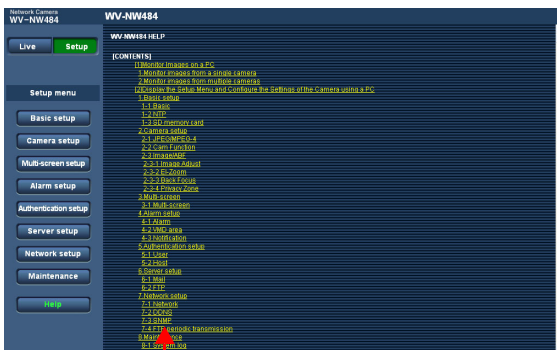 Network Camera
WV-NW484
WV-NW484
Live
Setup
Setup menu
Basic setup
Camera setup
Multi-screen setup
Alarm setup
Authentication setup
Server setup
Network setup
Maintenance
Help
WV-NW484 HELP
[CONTENTS]
[1]Monitor Images on a PC
1.Monitor images from a single camera
2.Monitor images from multiple cameras
[2]Display the Setup Menu and Configure the Settings of the Camera using a PC
1.Basic setup
1-1 Basic
1-2 NTP
1-3 SD memory card
2.Camera setup
2-1 JPEG/MPEG-4
2-2 Cam Function
2-3 Image/ABF
2-3-1 Image Adjust
2-3-2 El-Zoom
2-3-3 Back Focus
2-3-4 Privacy Zone
3.Multi-screen
3-1 Multi-screen
4.Alarm setup
4-1 Alarm
4-2 VMD area
4-3 Notification
5.Authentication setup
5-1 User
5-2 Host
6.Server setup
6-1 Mail
6-2 FTP
7.Network setup
7-1 Network
7-2 DDNS
7-3 SNMP
7-4 FTP periodic transmission
8.Maintenance
8-1 System log